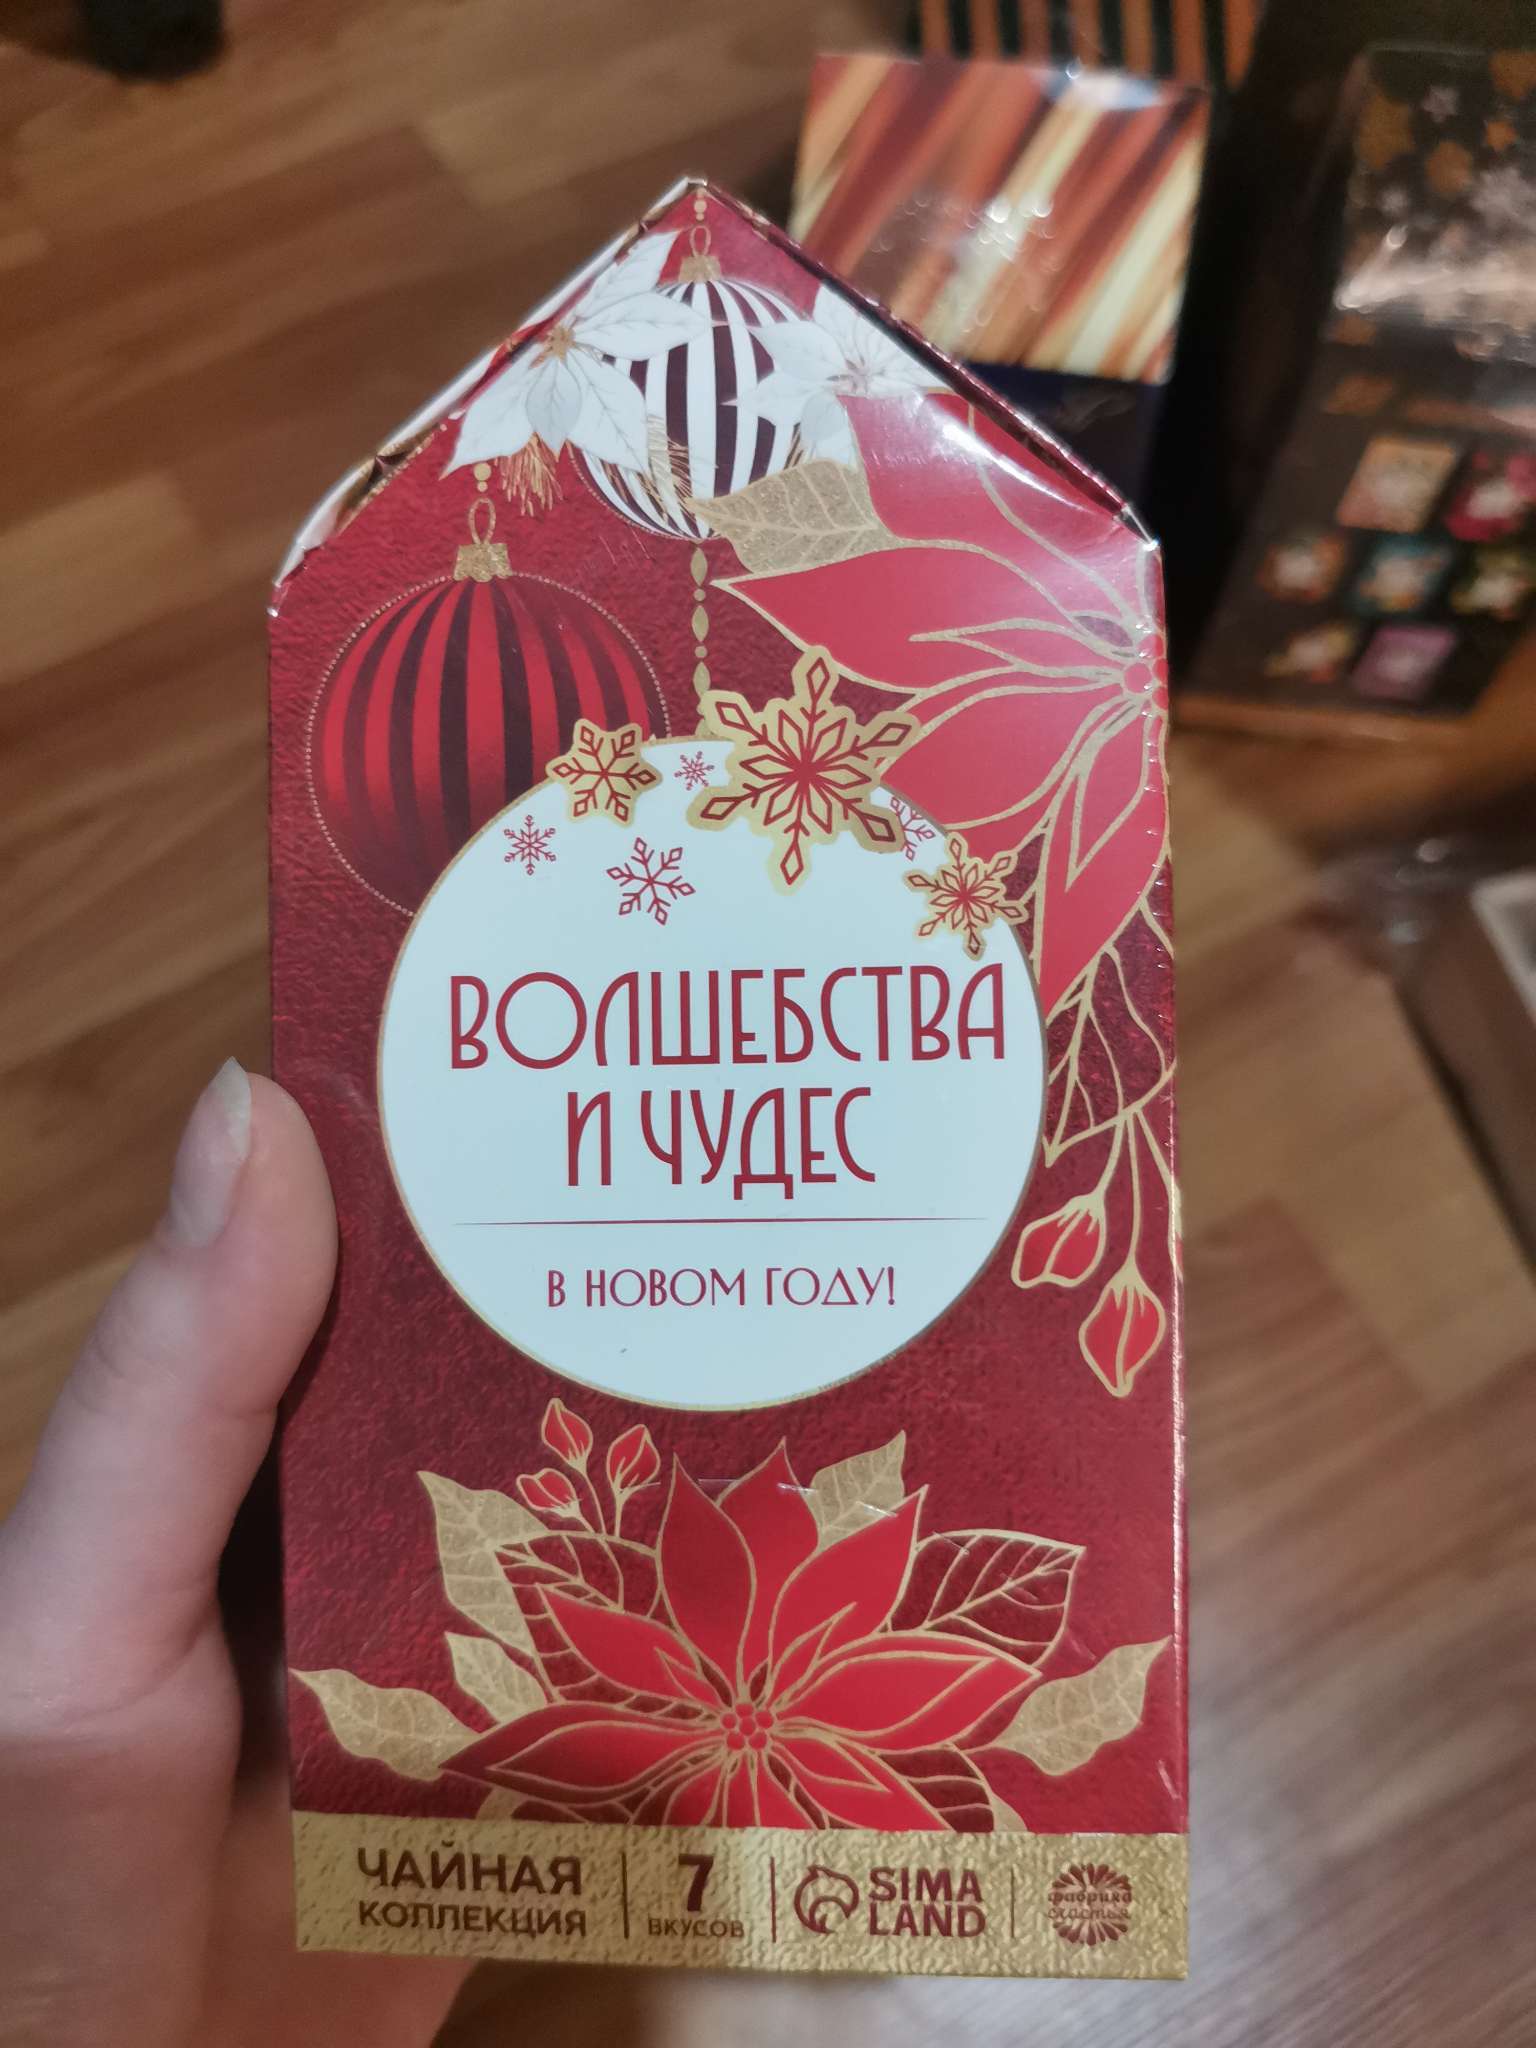 ВОЛШЕБСТВА
И ЧУДЕС
В НОВОМ ГОДУ!
ЧАЙНАЯ
КОЛЛЕКЦИЯ
7
ВКУСОВ
SIMA
LAND
фабрика
счастья